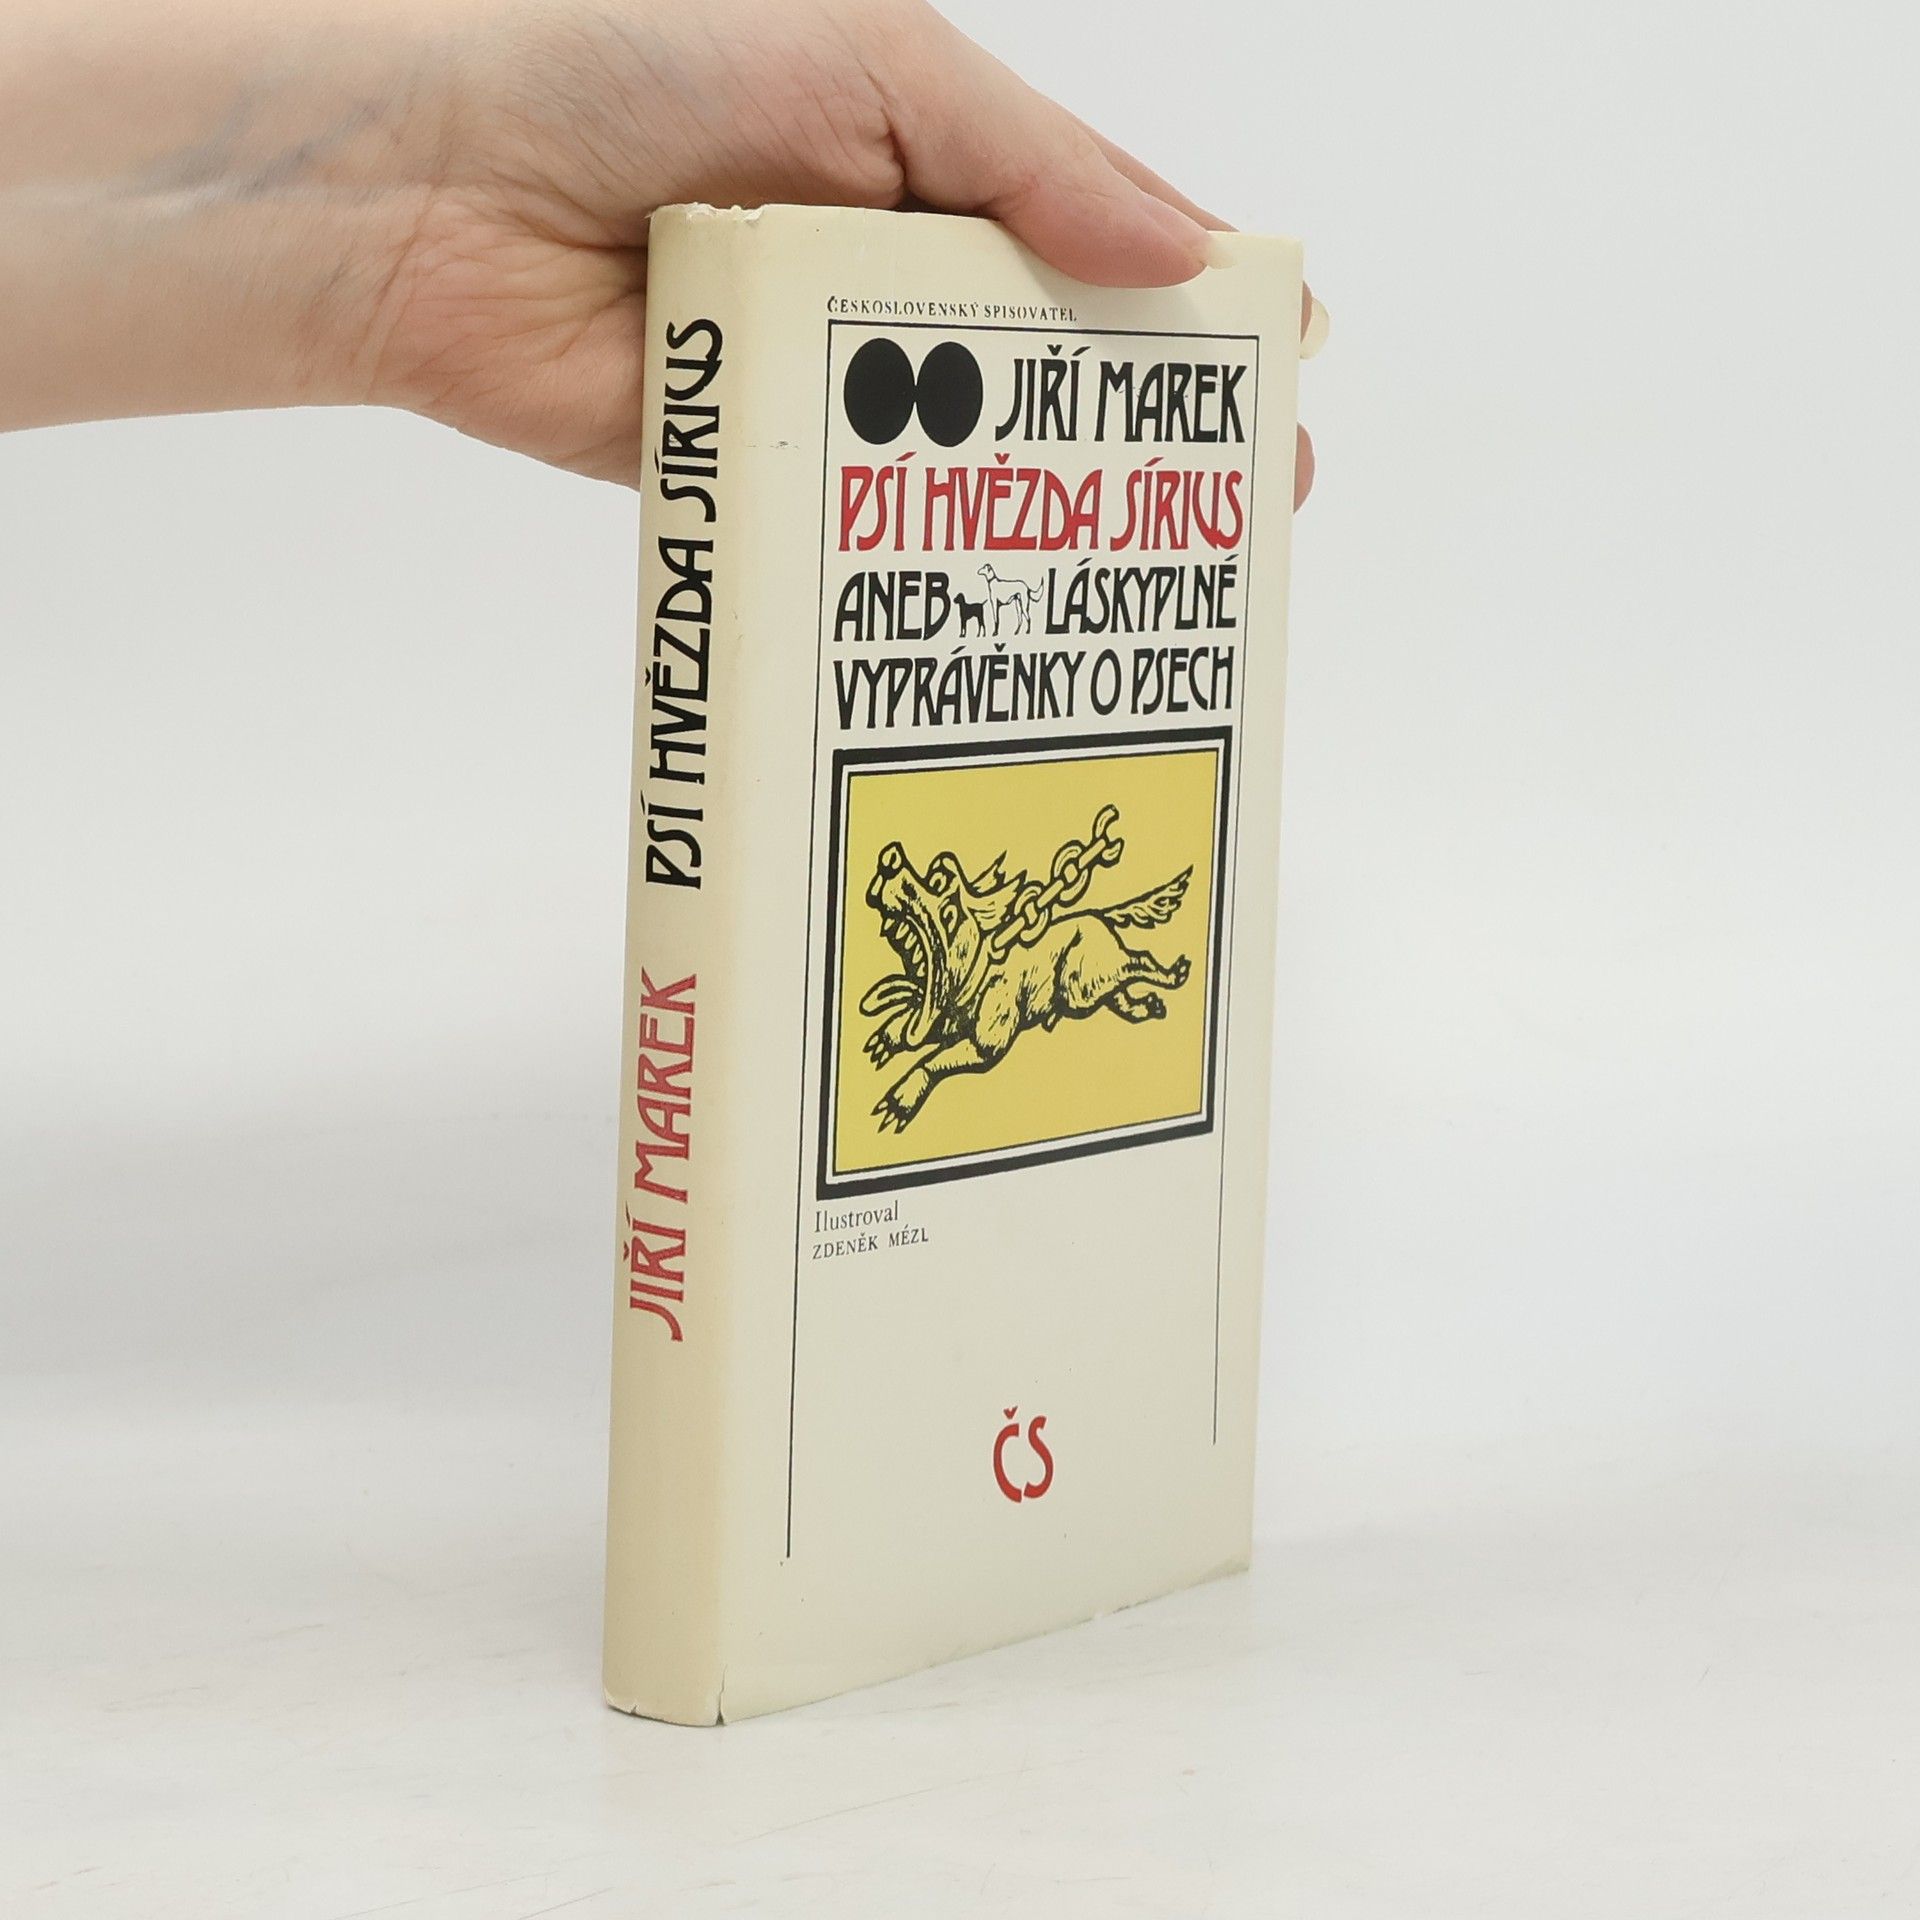 JIŘÍ MAREK PSÍ HVĚZDA SÍRIUS
ČESKOSLOVENSKÝ SPISOVATEL
JIŘÍ MAREK
PSÍ HVĚZDA SÍRIUS
ANEB LÁSKYPLNÉ
VYPRÁVĚNKY O PSECH
Ilustroval
ZDENĚK MÉZL
ČS